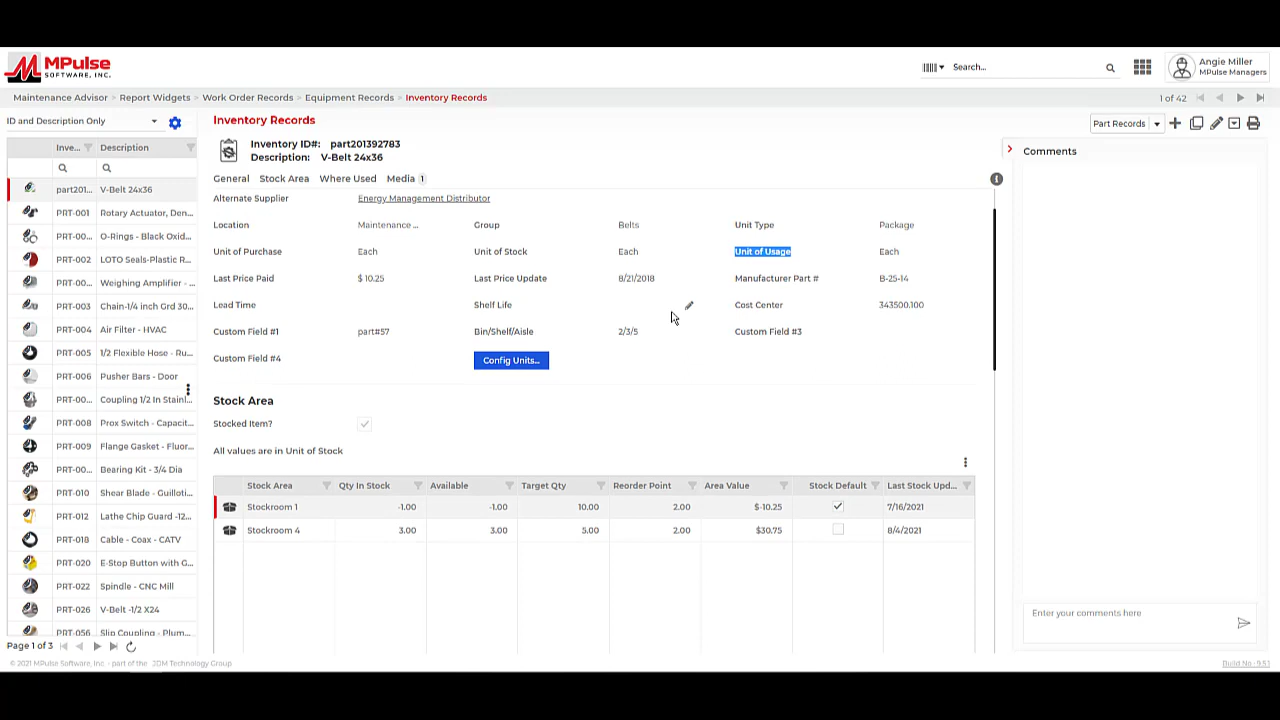 MPulse
SOFTWARE, INC.
Search...
Angie Miller
MPulse Managers
Maintenance Advisor > Report Widgets > Work Order Records > Equipment Records > Inventory Records
1 of 42
ID and Description Only
Inventory Records
Part Records
Inve... Description
Inventory ID#: part201392783
Description: V-Belt 24x36
Comments
General Stock Area Where Used Media 1
part201... V-Belt 24x36
PRT-001 Rotary Actuator, Den...
PRT-00... O-Rings - Black Oxid...
PRT-002 LOTO Seals-Plastic R...
PRT-00... Weighing Amplifier - ...
PRT-003 Chain-1/4 inch Grd 30...
PRT-004 Air Filter - HVAC
PRT-005 1/2 Flexible Hose - Ru...
PRT-006 Pusher Bars - Door
PRT-00... Coupling 1/2 In Stainl...
PRT-008 Prox Switch - Capacit...
PRT-009 Flange Gasket - Fluor...
PRT-00... Bearing Kit - 3/4 Dia
PRT-010 Shear Blade - Guilloti...
PRT-012 Lathe Chip Guard -12...
PRT-018 Cable - Coax - CATV
PRT-020 E-Stop Button with G...
PRT-022 Spindle - CNC Mill
PRT-026 V-Belt -1/2 X24
PRT-056 Slip Coupling - Plum...
Page 1 of 3
Alternate Supplier Energy Management Distributor
Location Maintenance ... Group Belts Unit Type Package
Unit of Purchase Each Unit of Stock Each Unit of Usage Each
Last Price Paid $ 10.25 Last Price Update 8/21/2018 Manufacturer Part # B-25-14
Lead Time Shelf Life Cost Center 343500.100
Custom Field #1 part#57 Bin/Shelf/Aisle 2/3/5 Custom Field #3
Custom Field #4 Config Units...
Stock Area
Stocked Item?
All values are in Unit of Stock
Stock Area Qty In Stock Available Target Qty Reorder Point Area Value Stock Default Last Stock Upd...
Stockroom 1 -1.00 -1.00 10.00 2.00 $-10.25 7/16/2021
Stockroom 4 3.00 3.00 5.00 2.00 $30.75 8/4/2021
Enter your comments here
© 2021 MPulse Software, Inc. - part of the JDM Technology Group
Build No : 9.5.1